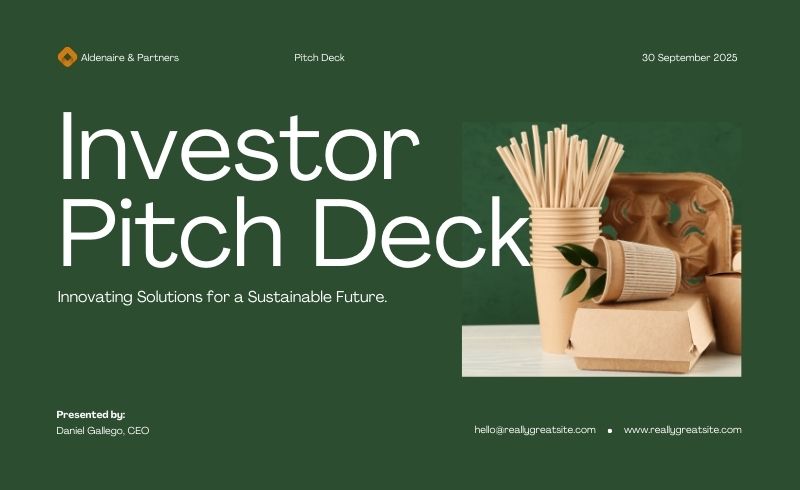 Aldenaire & Partners
Pitch Deck
30 September 2025
Investor
Pitch Deck
Innovating Solutions for a Sustainable Future.
Presented by:
Daniel Gallego, CEO
hello@reallygreatsite.com • www.reallygreatsite.com